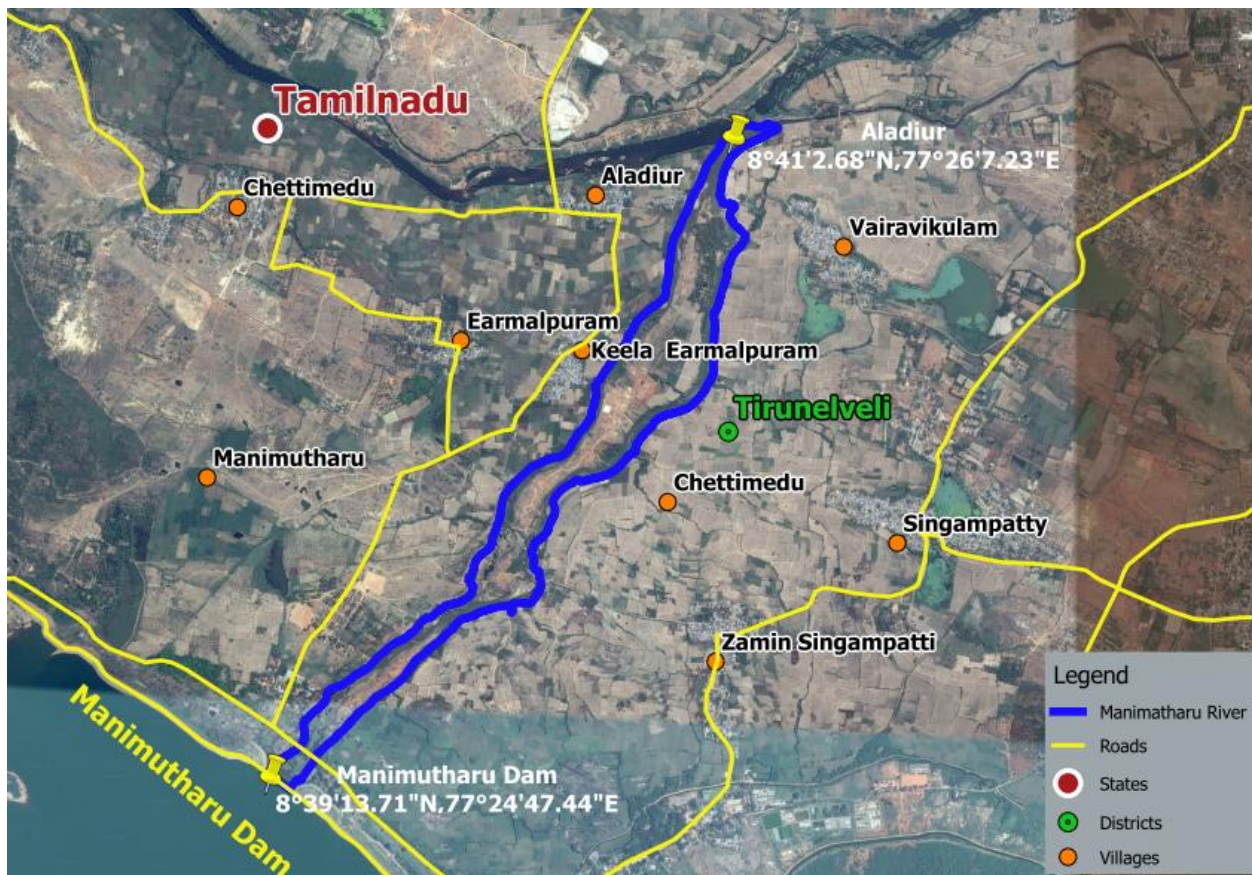 Tamilnadu
Chettimedu
Aladiur
Aladiur
8°41'2.68"N,77°26'7.23"E
Vairavikulam
Earmalpuram
Keela Earmalpuram
Tirunelveli
Manimutharu
Chettimedu
Singampatty
Zamin Singampatti
Manimutharu Dam
Manimutharu Dam
8°39'13.71"N,77°24'47.44"E
Legend
Manimatharu River
Roads
States
Districts
Villages